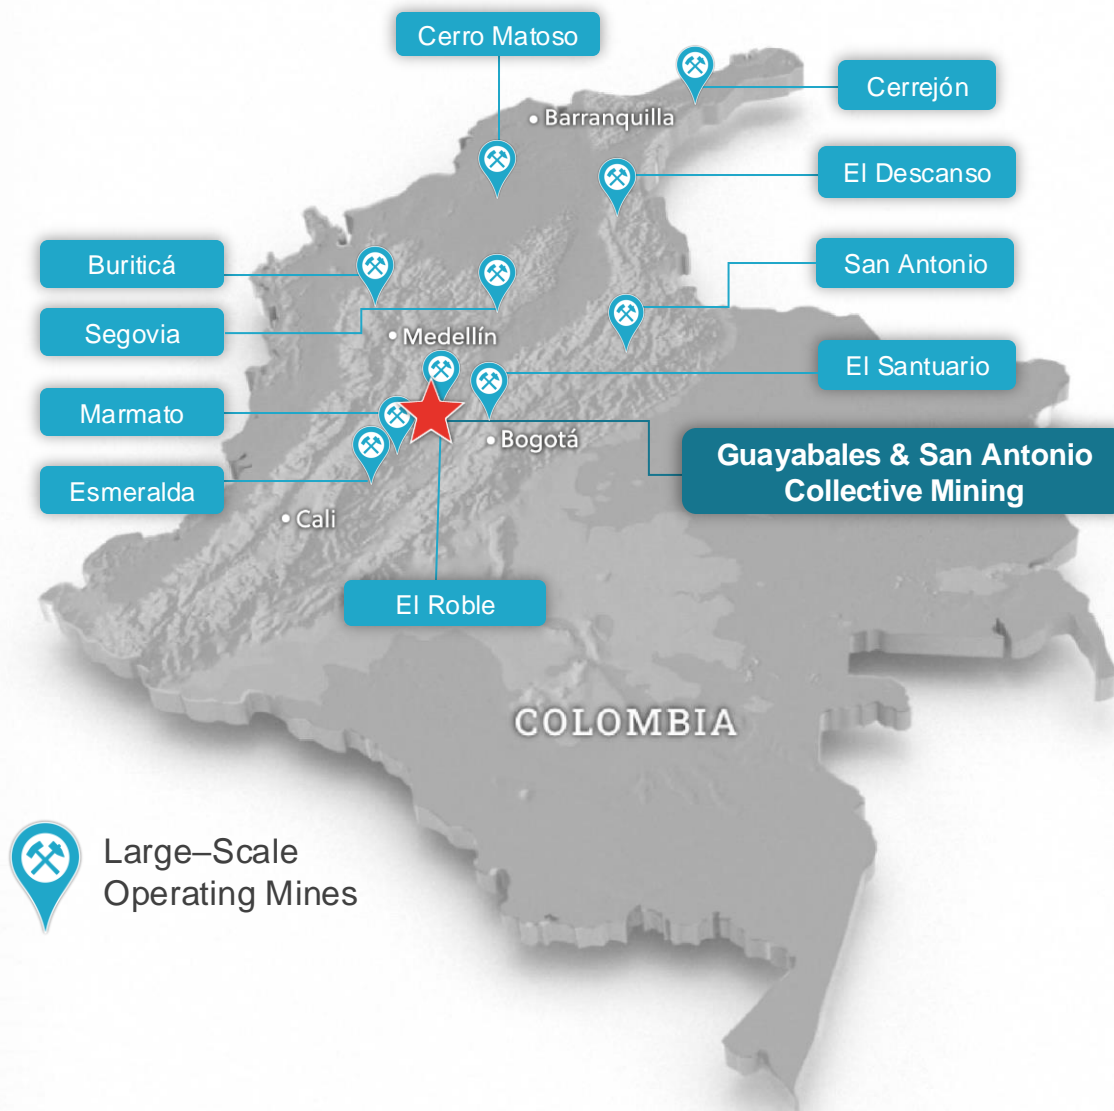 Cerro Matoso
Cerrejón
Barranquilla
El Descanso
Buriticá
San Antonio
Segovia
Medellín
El Santuario
Marmato
Bogotá
Guayabales & San Antonio
Collective Mining
Esmeralda
Cali
El Roble
COLOMBIA
Large–Scale
Operating Mines